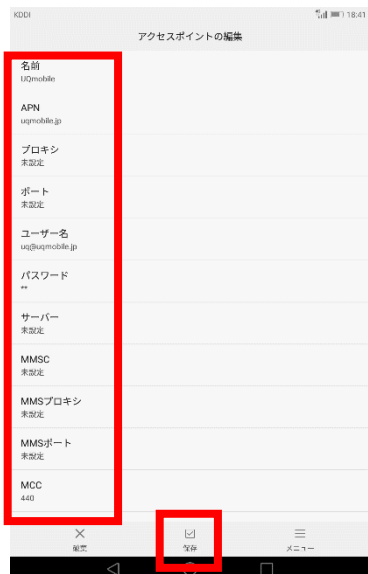 KDDI
18:41
アクセスポイントの編集
名前
UQmobile
APN
uqmobile.jp
プロキシ
未設定
ポート
未設定
ユーザー名
uq@uqmobile.jp
パスワード
**
サーバー
未設定
MMSC
未設定
MMSプロキシ
未設定
MMSポート
未設定
MCC
440
破棄
保存
メニュー